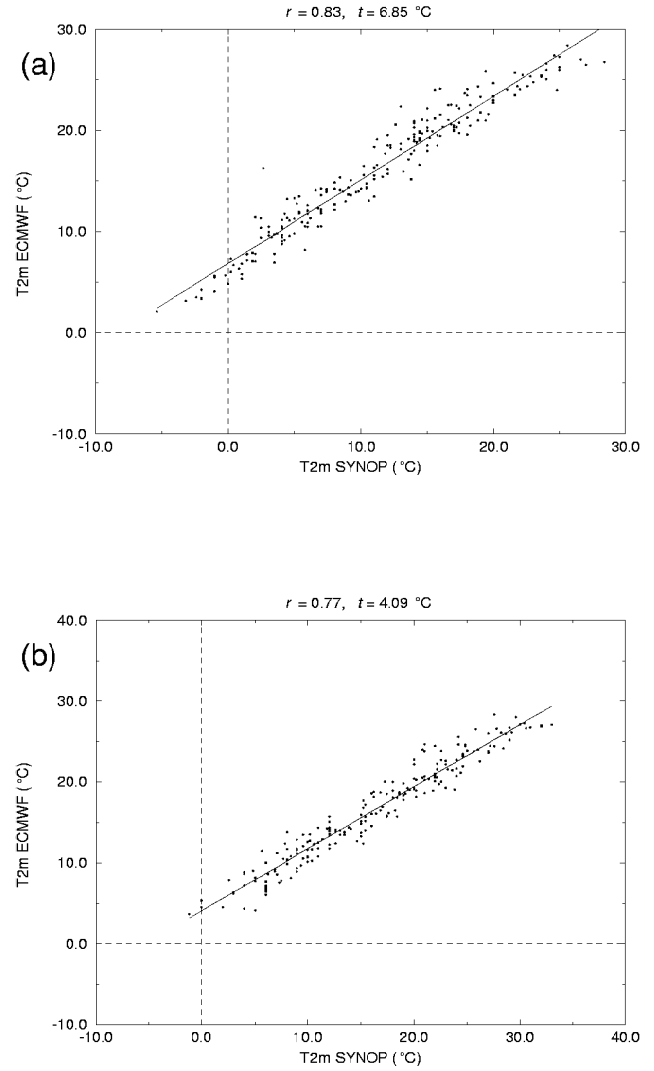 r = 0.83, t = 6.85 °C
(a)
30.0
20.0
10.0
0.0
-10.0
T2m ECMWF (°C)
-10.0 0.0 10.0 20.0 30.0
T2m SYNOP (°C)
r = 0.77, t = 4.09 °C
(b)
40.0
30.0
20.0
10.0
0.0
-10.0
T2m ECMWF (°C)
-10.0 0.0 10.0 20.0 30.0 40.0
T2m SYNOP (°C)